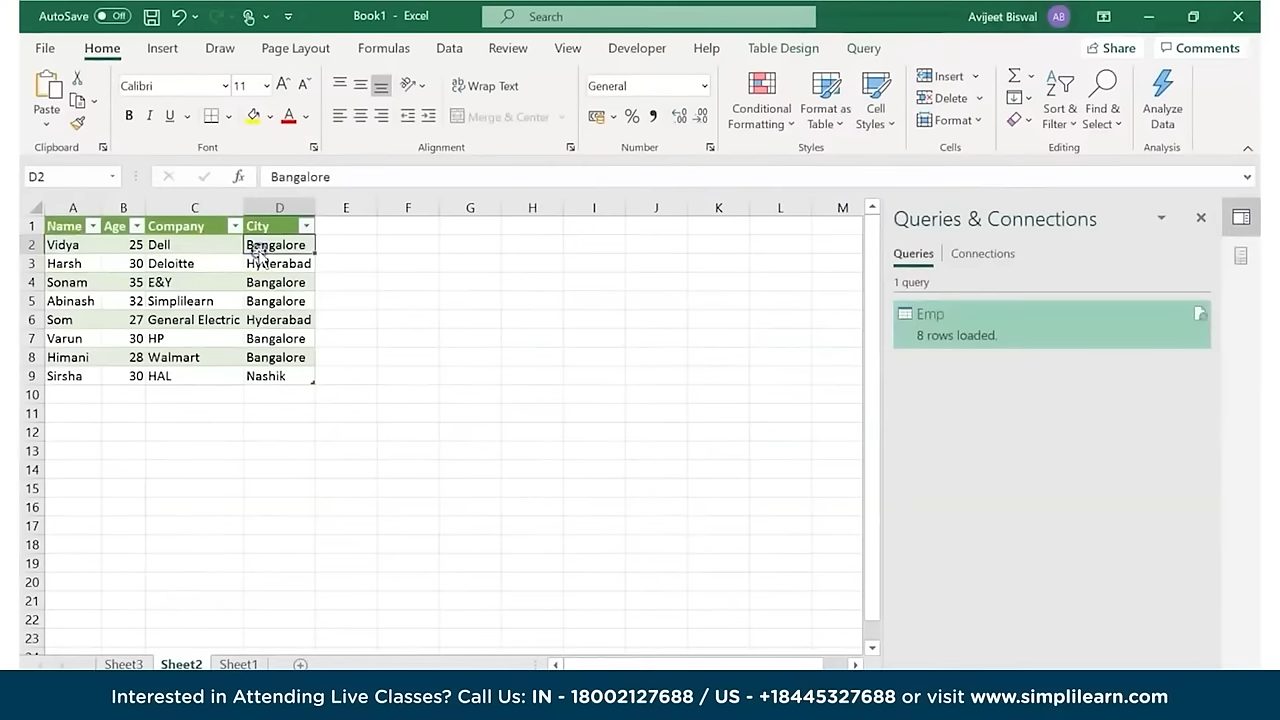 AutoSave Off Book1 - Excel Search Avijeet Biswal AB
File Home Insert Draw Page Layout Formulas Data Review View Developer Help Table Design Query Share Comments
Paste
Clipboard
Calibri 11
B I U
Font
Wrap Text
Merge & Center
Alignment
General
%
Number
Conditional Formatting
Format as Table
Cell Styles
Styles
Insert
Delete
Format
Cells
Sort & Filter
Find & Select
Editing
Analyze Data
Analysis
D2 fx Bangalore
A B C D E F G H I J K L M
1 Name Age Company City
2 Vidya 25 Dell Bangalore
3 Harsh 30 Deloitte Hyderabad
4 Sonam 35 E&Y Bangalore
5 Abinash 32 Simplilearn Bangalore
6 Som 27 General Electric Hyderabad
7 Varun 30 HP Bangalore
8 Himani 28 Walmart Bangalore
9 Sirsha 30 HAL Nashik
10
11
12
13
14
15
16
17
18
19
20
21
22
23
Queries & Connections
Queries Connections
1 query
Emp
8 rows loaded.
Sheet3 Sheet2 Sheet1
Interested in Attending Live Classes? Call Us: IN - 18002127688 / US - +18445327688 or visit www.simplilearn.com